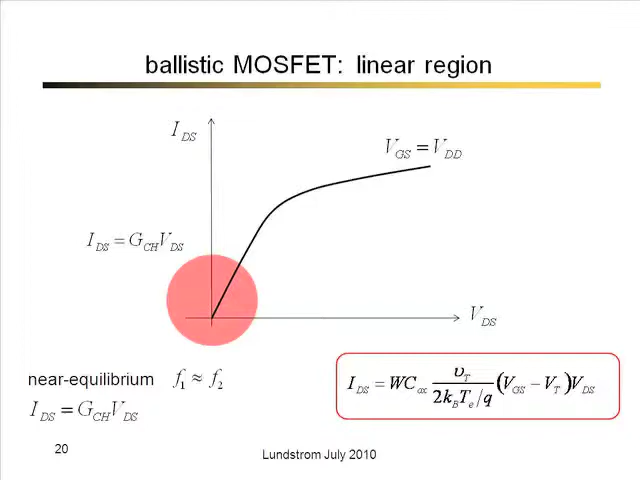 ballistic MOSFET: linear region
I_DS
V_GS = V_DD
I_DS = G_CH V_DS
V_DS
near-equilibrium f_1 ≈ f_2
I_DS = G_CH V_DS
I_DS = W C_ox υ_T / (2k_B T_e/q) (V_GS − V_T) V_DS
20
Lundstrom July 2010